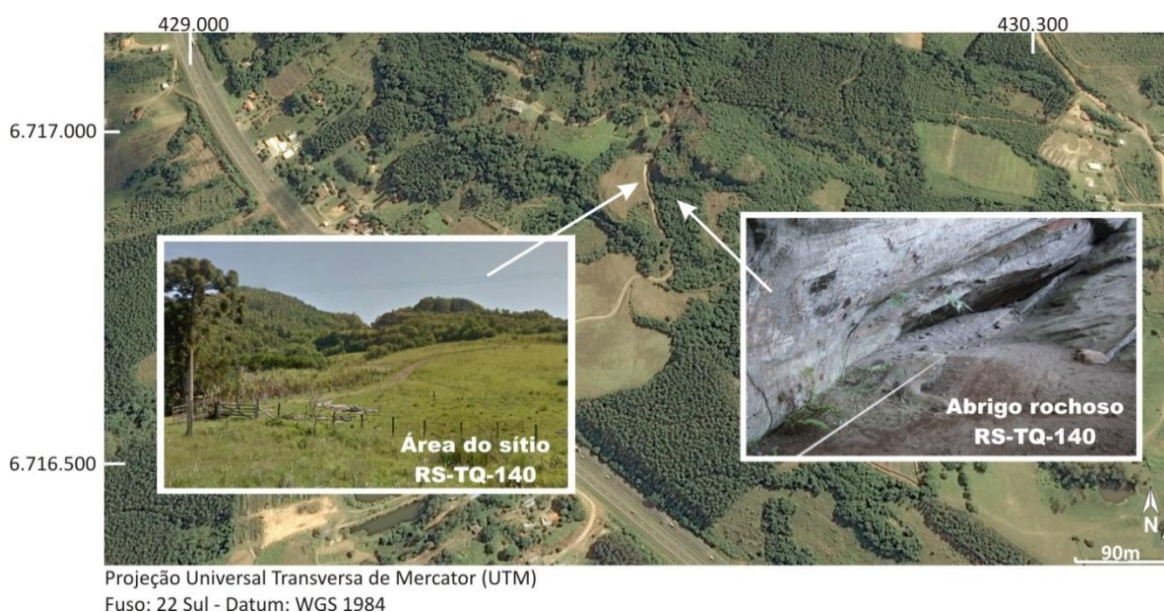 429.000
430.300
6.717.000
6.716.500
Área do sítio
RS-TQ-140
Abrigo rochoso
RS-TQ-140
N
90m
Projeção Universal Transversa de Mercator (UTM)
Fuso: 22 Sul - Datum: WGS 1984